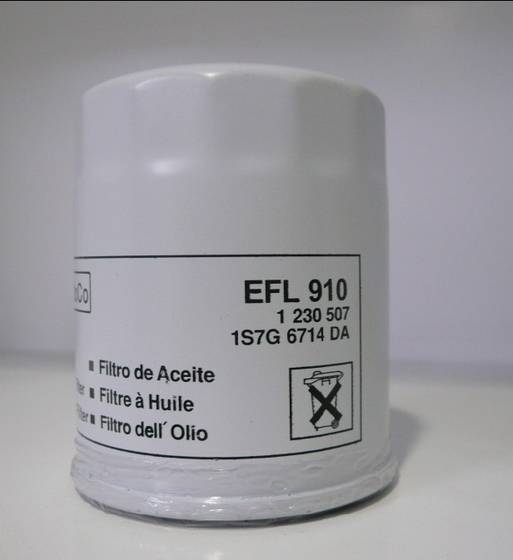 EFL 910
1 230 507
1S7G 6714 DA
▪ Filtro de Aceite
▪ Filtre à Huile
▪ Filtro dell´ Olio